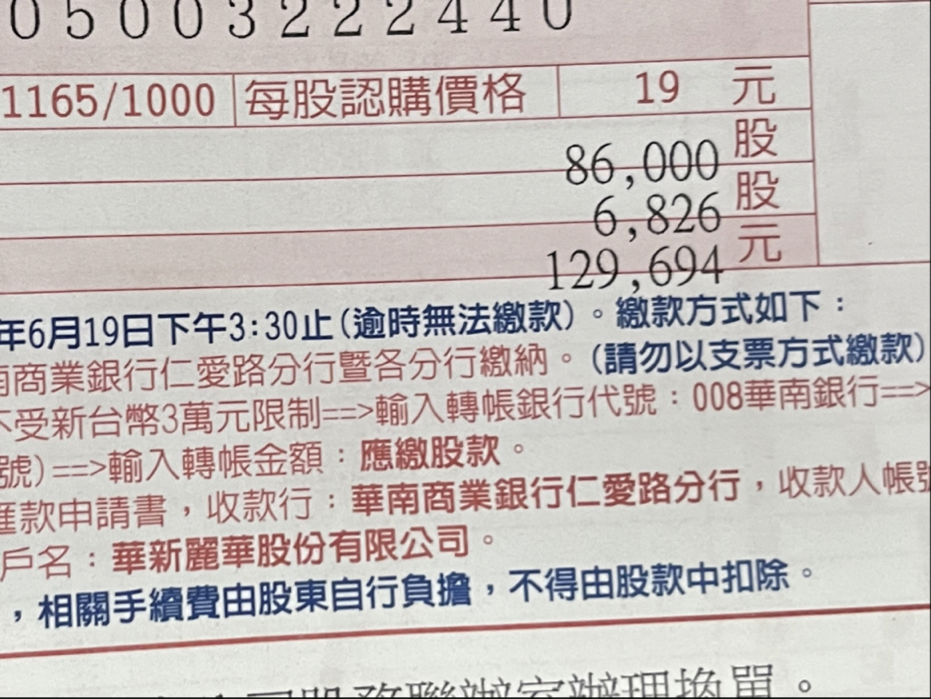 05003222440
1165/1000 每股認購價格 19 元
86,000 股
6,826 股
129,694 元
年6月19日下午3:30止(逾時無法繳款)。繳款方式如下：
商業銀行仁愛路分行暨各分行繳納。(請勿以支票方式繳款)
不受新台幣3萬元限制==>輸入轉帳銀行代號：008華南銀行==>
號)==>輸入轉帳金額：應繳股款。
匯款申請書，收款行：華南商業銀行仁愛路分行，收款人帳號
戶名：華新麗華股份有限公司。
，相關手續費由股東自行負擔，不得由股款中扣除。
辦理換單。